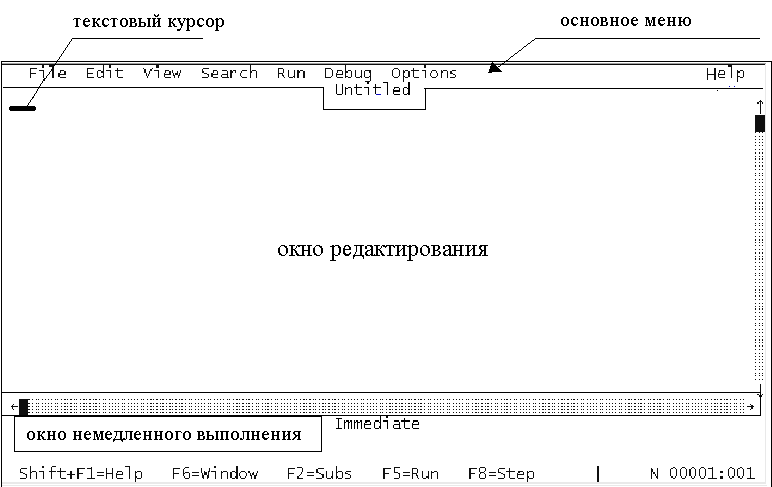 текстовый курсор
основное меню
File Edit View Search Run Debug Options Help
Untitled
окно редактирования
Immediate
окно немедленного выполнения
Shift+F1=Help F6=Window F2=Subs F5=Run F8=Step | N 00001:001